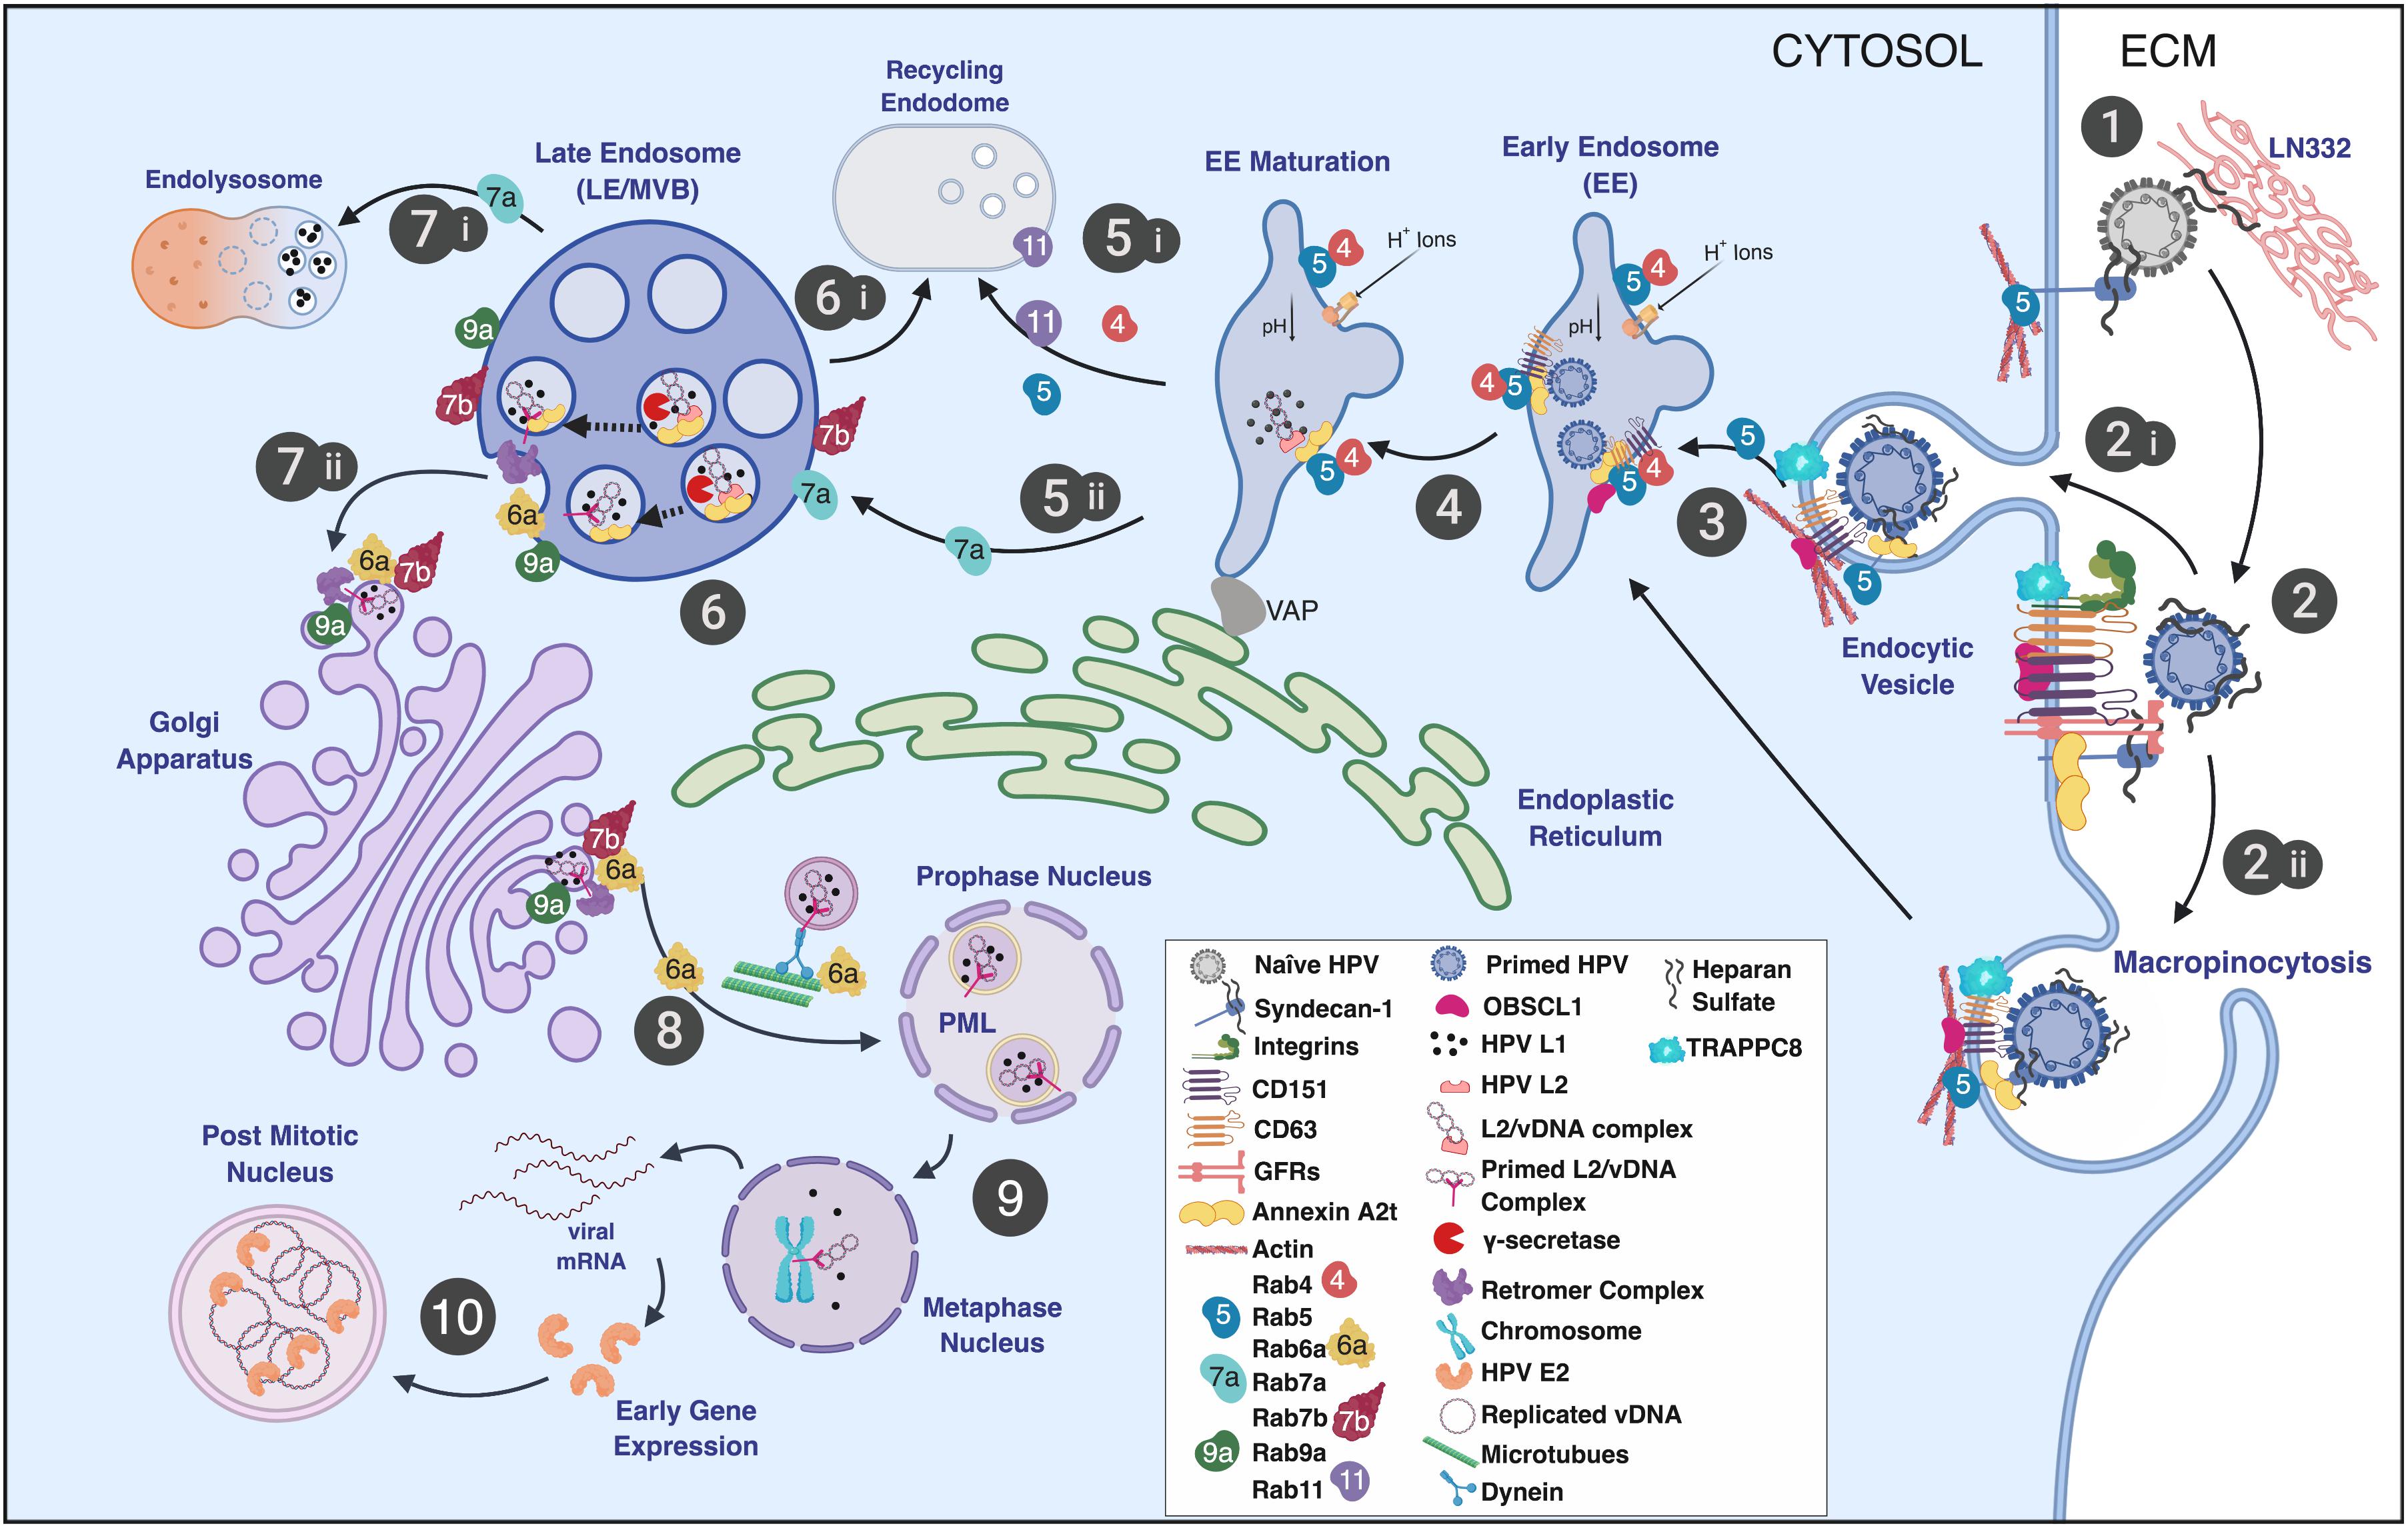 CYTOSOL
ECM
1
LN332
5
2
2 i
2 ii
Macropinocytosis
5
Endocytic
Vesicle
5
5
3
Early Endosome
(EE)
H+ Ions
pH
5
4
4
5
5
4
4
EE Maturation
H+ Ions
pH
5
4
5
4
VAP
5 i
11
4
5
5 ii
7a
Recycling
Endodome
11
6 i
Late Endosome
(LE/MVB)
9a
7b
7b
7a
6a
9a
6
7a
7 i
Endolysosome
7 ii
6a
7b
9a
Golgi
Apparatus
Endoplastic
Reticulum
7b
6a
9a
6a
8
6a
Prophase Nucleus
PML
9
Metaphase
Nucleus
viral
mRNA
Early Gene
Expression
10
Post Mitotic
Nucleus
Naîve HPV
Syndecan-1
Integrins
CD151
CD63
GFRs
Annexin A2t
Actin
Rab4 4
5 Rab5
Rab6a 6a
7a Rab7a
Rab7b 7b
9a Rab9a
Rab11 11
Primed HPV
OBSCL1
HPV L1
HPV L2
L2/vDNA complex
Primed L2/vDNA
Complex
γ-secretase
Retromer Complex
Chromosome
HPV E2
Replicated vDNA
Microtubues
Dynein
Heparan
Sulfate
TRAPPC8